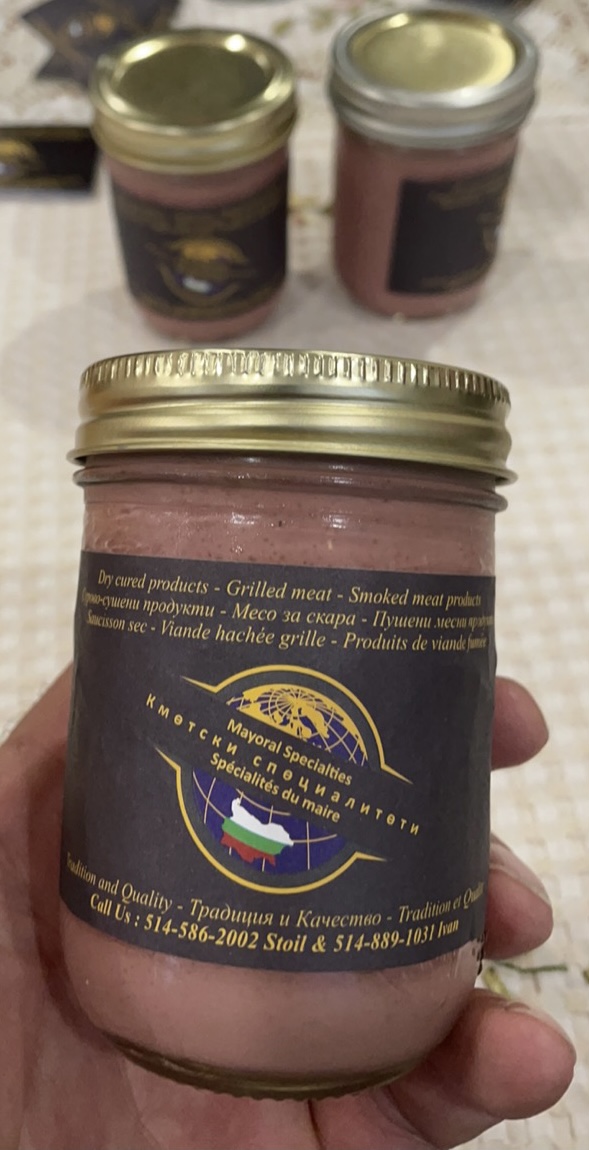 Dry cured products - Grilled meat - Smoked meat products
сушени продукти - Месо за скара - Пушени месни
Saucisson sec - Viande hachée grille - Produits de viande fumée
Mayoral Specialties
Кметски специалитети
Spécialités du maire
Tradition and Quality - Традиция и Качество - Tradition et
Call Us : 514-586-2002 Stoil & 514-889-1031 Ivan